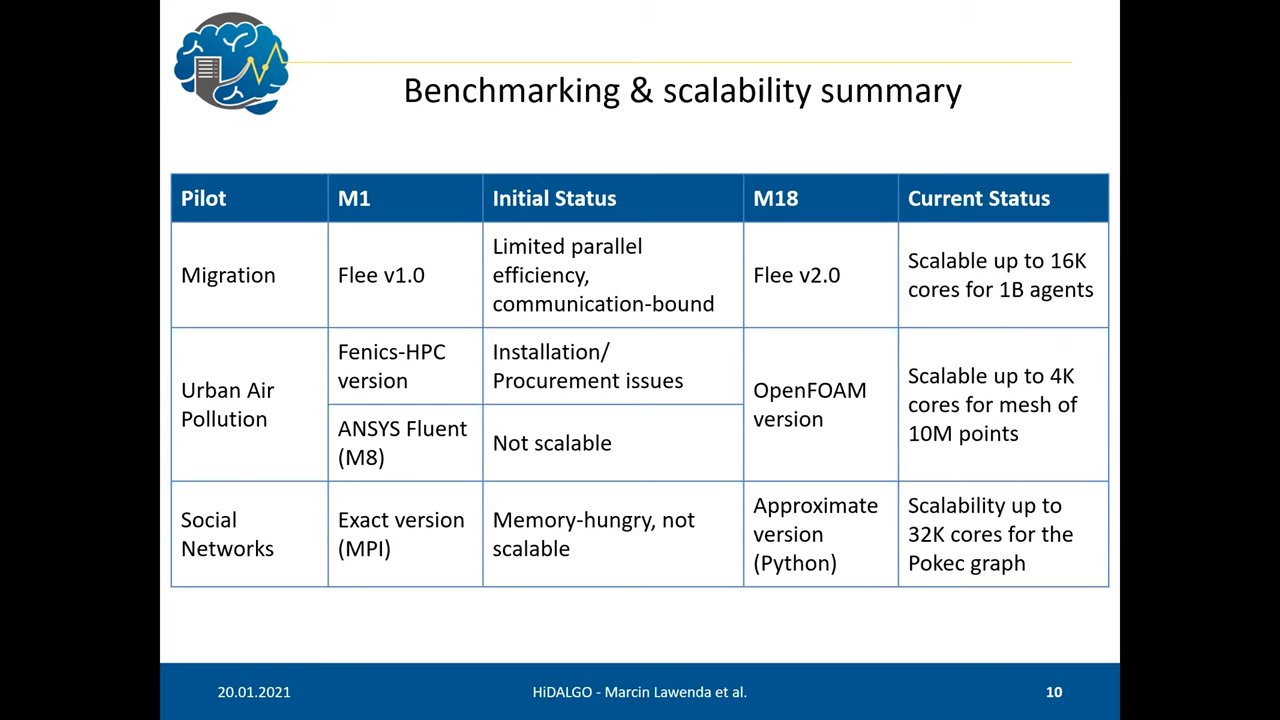 Benchmarking & scalability summary
Pilot
M1
Initial Status
M18
Current Status
Migration
Flee v1.0
Limited parallel
efficiency,
communication-bound
Flee v2.0
Scalable up to 16K
cores for 1B agents
Urban Air
Pollution
Fenics-HPC
version
Installation/
Procurement issues
ANSYS Fluent
(M8)
Not scalable
OpenFOAM
version
Scalable up to 4K
cores for mesh of
10M points
Social
Networks
Exact version
(MPI)
Memory-hungry, not
scalable
Approximate
version
(Python)
Scalability up to
32K cores for the
Pokec graph
20.01.2021
HiDALGO - Marcin Lawenda et al.
10